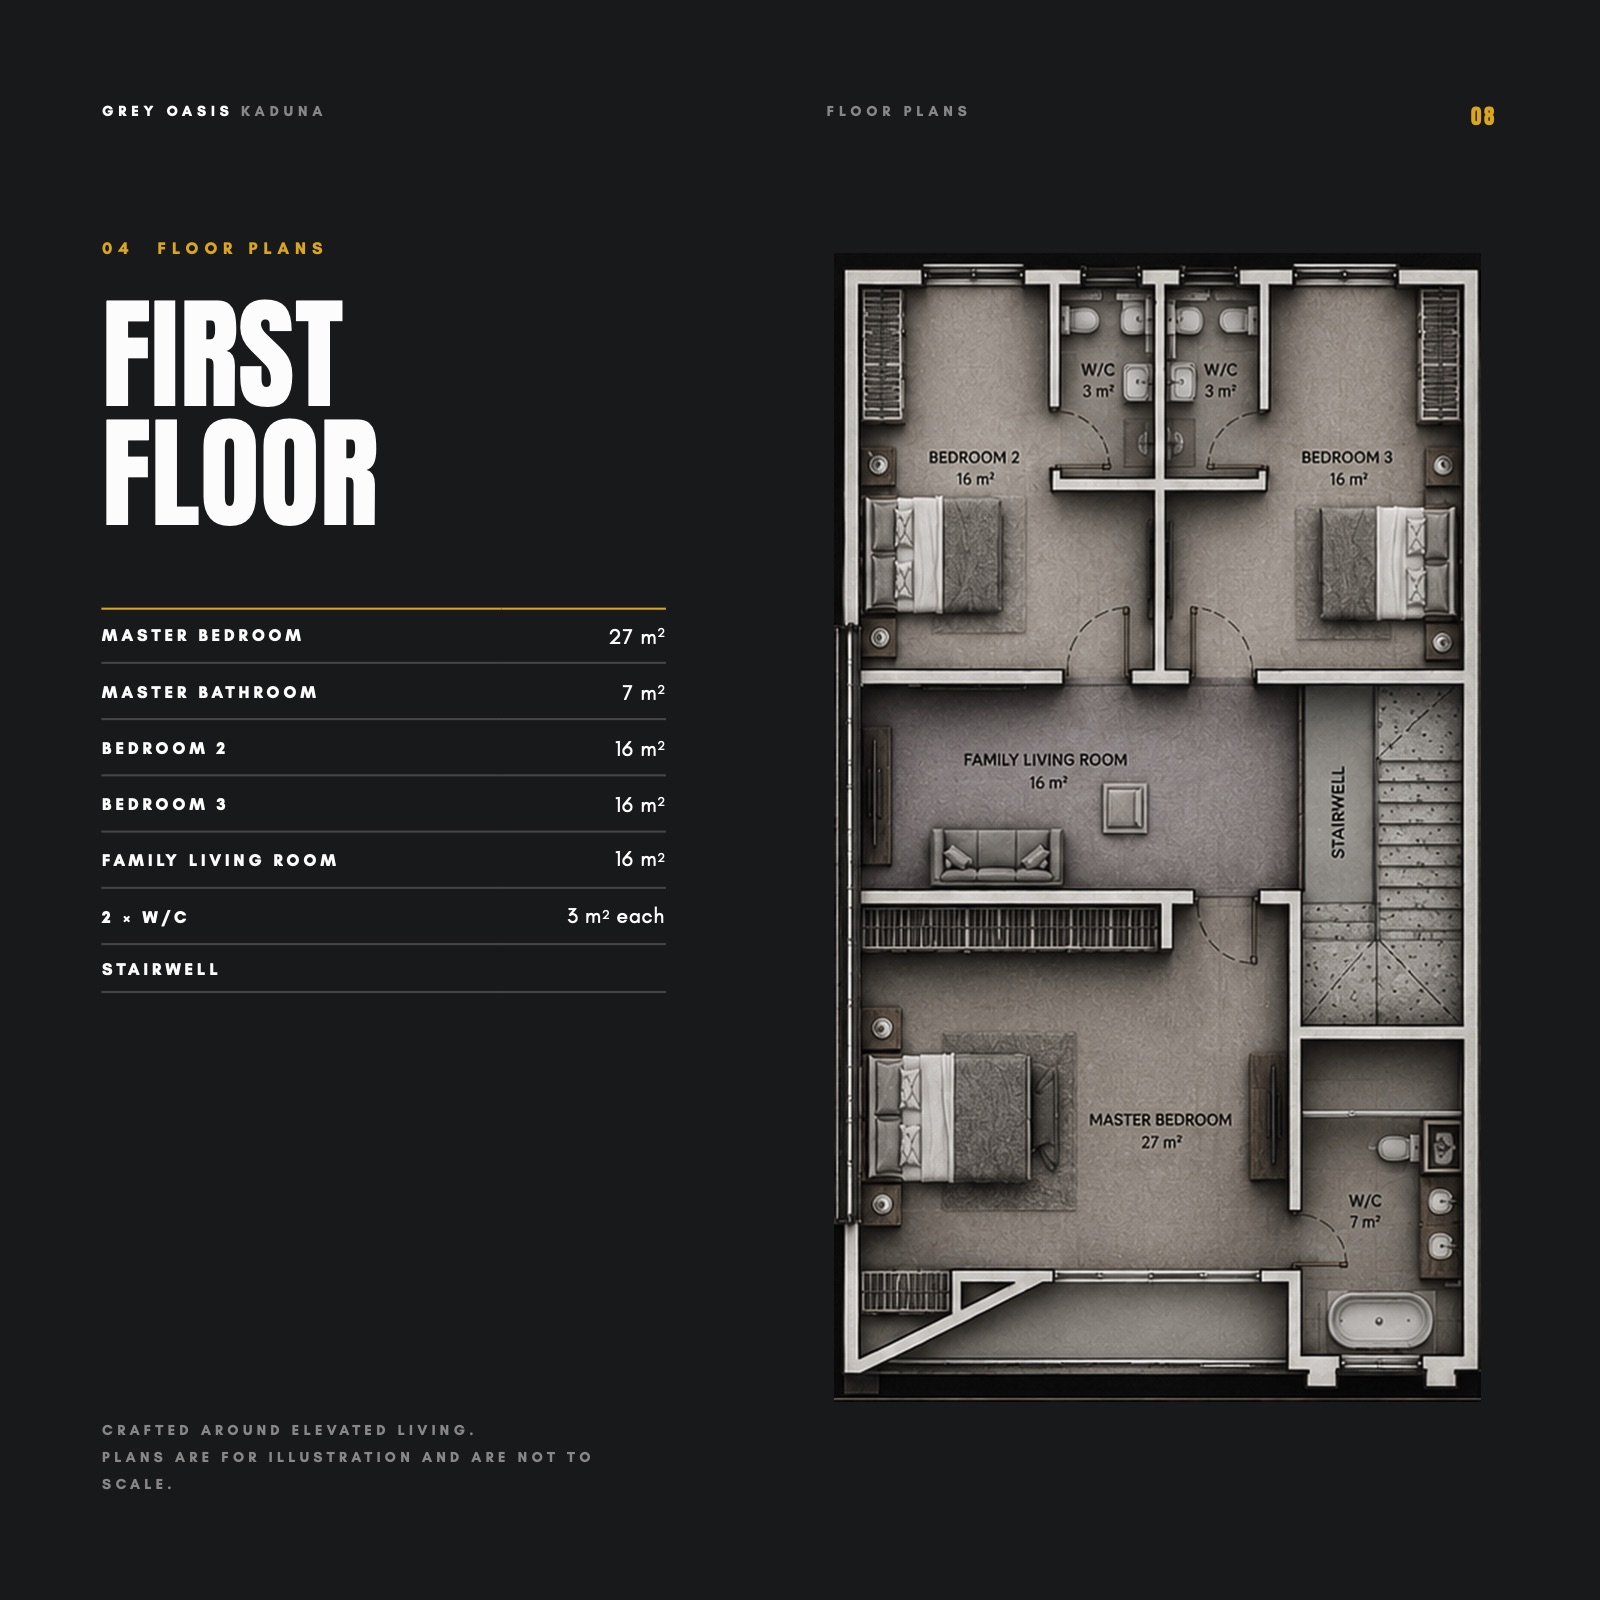 GREY OASIS KADUNA
FLOOR PLANS
08
04 FLOOR PLANS
FIRST
FLOOR
MASTER BEDROOM 27 m²
MASTER BATHROOM 7 m²
BEDROOM 2 16 m²
BEDROOM 3 16 m²
FAMILY LIVING ROOM 16 m²
2 × W/C 3 m² each
STAIRWELL
CRAFTED AROUND ELEVATED LIVING.
PLANS ARE FOR ILLUSTRATION AND ARE NOT TO
SCALE.
W/C
3 m²
W/C
3 m²
BEDROOM 2
16 m²
BEDROOM 3
16 m²
FAMILY LIVING ROOM
16 m²
STAIRWELL
MASTER BEDROOM
27 m²
W/C
7 m²